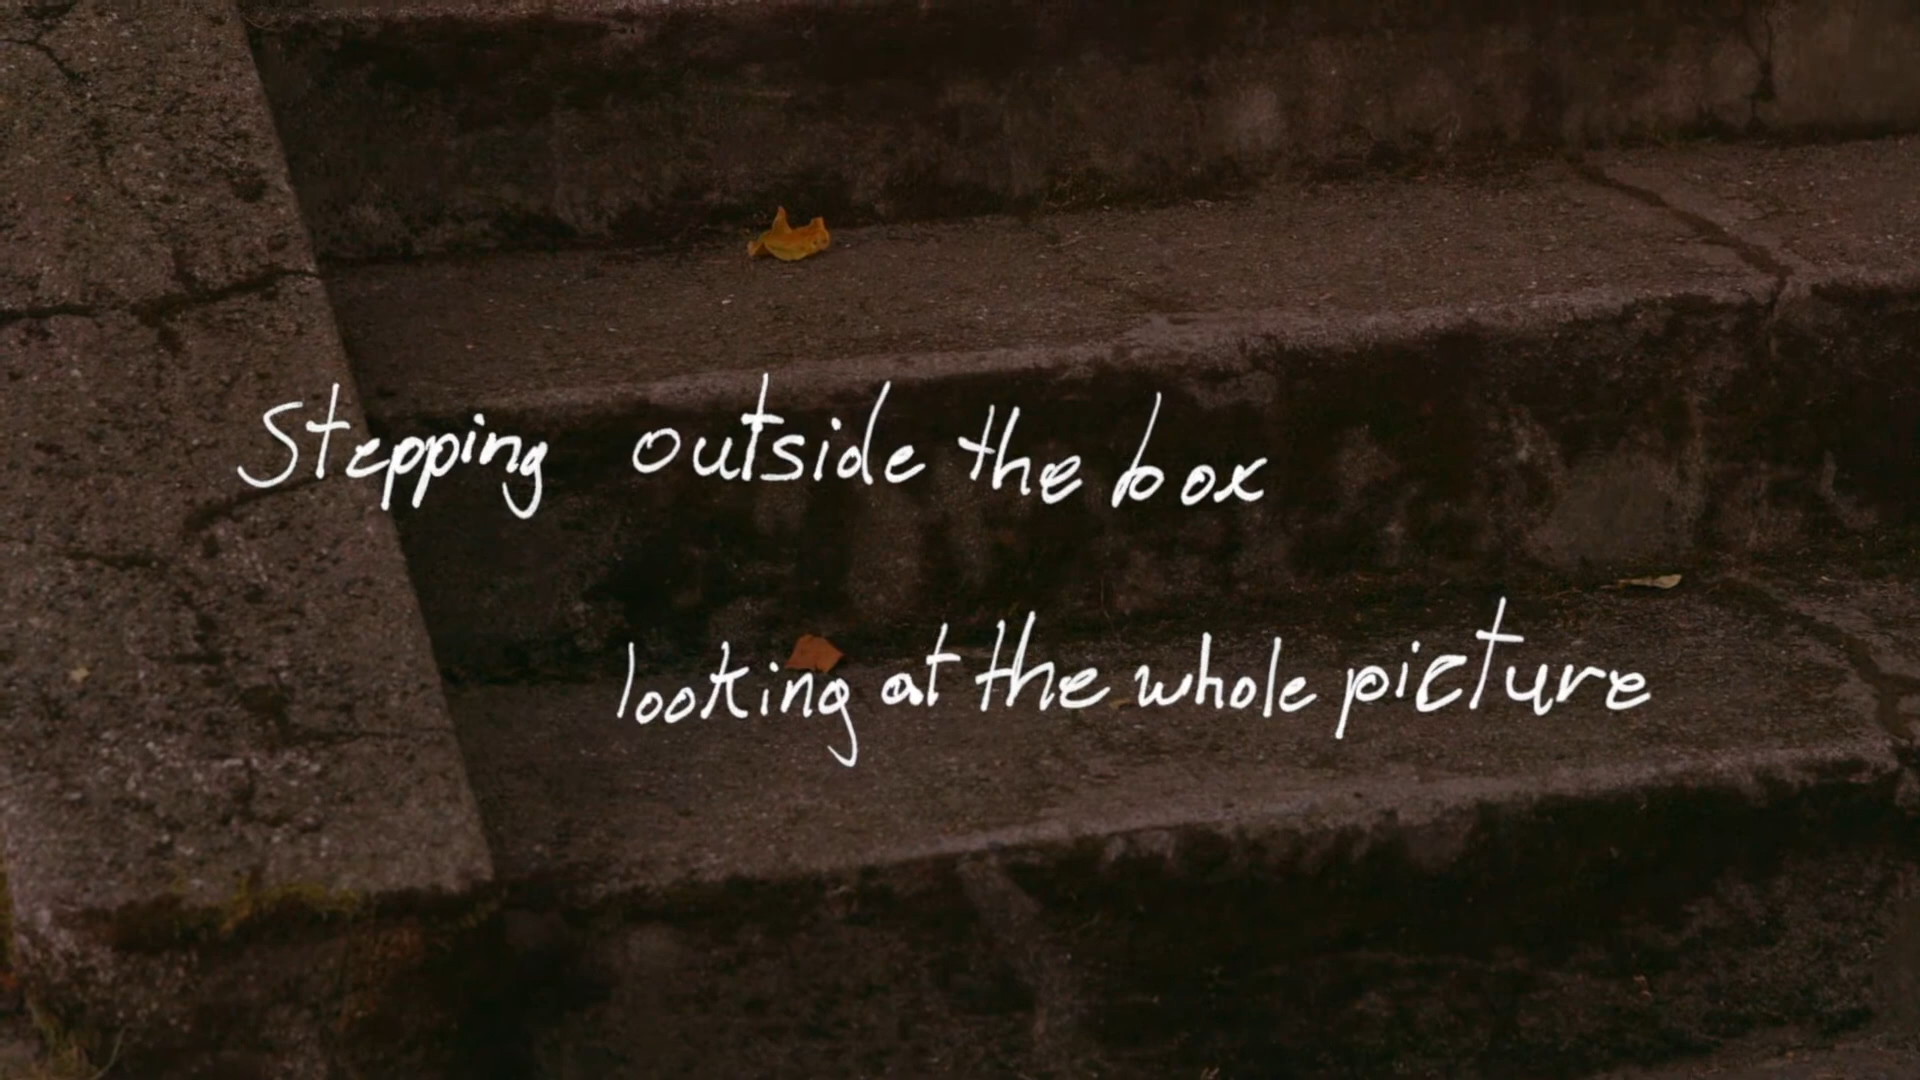 Stepping outside the box
looking at the whole picture